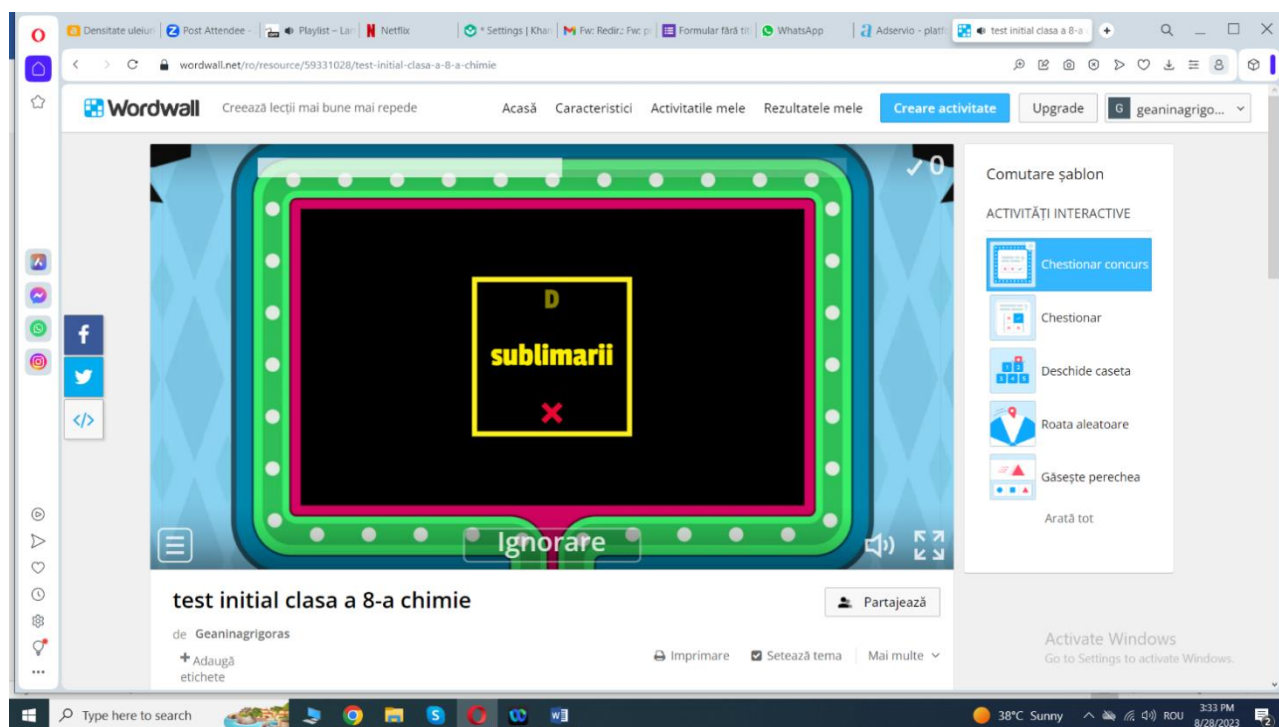 Densitate uleiur
Post Attendee -
Playlist – Lar
Netflix
* Settings | Khan
Fw: Redir.: Fwc p
Formular fără tit
WhatsApp
Adservio - platf
test initial clasa a 8-a
wordwall.net/ro/resource/59331028/test-initial-clasa-a-8-a-chimie
Wordwall
Creează lecții mai bune mai repede
Acasă
Caracteristici
Activitatile mele
Rezultatele mele
Creare activitate
Upgrade
G geaninagrigo...
0
D
sublimarii
Ignorare
Comutare șablon
ACTIVITĂȚI INTERACTIVE
Chestionar concurs
Chestionar
Deschide caseta
Roata aleatoare
Găsește perechea
Arată tot
test initial clasa a 8-a chimie
Partajează
de Geaninagrigoras
+ Adaugă
etichete
Imprimare
Setează tema
Mai multe
Activate Windows
Go to Settings to activate Windows.
Type here to search
38°C Sunny
ROU
3:33 PM
8/28/2023